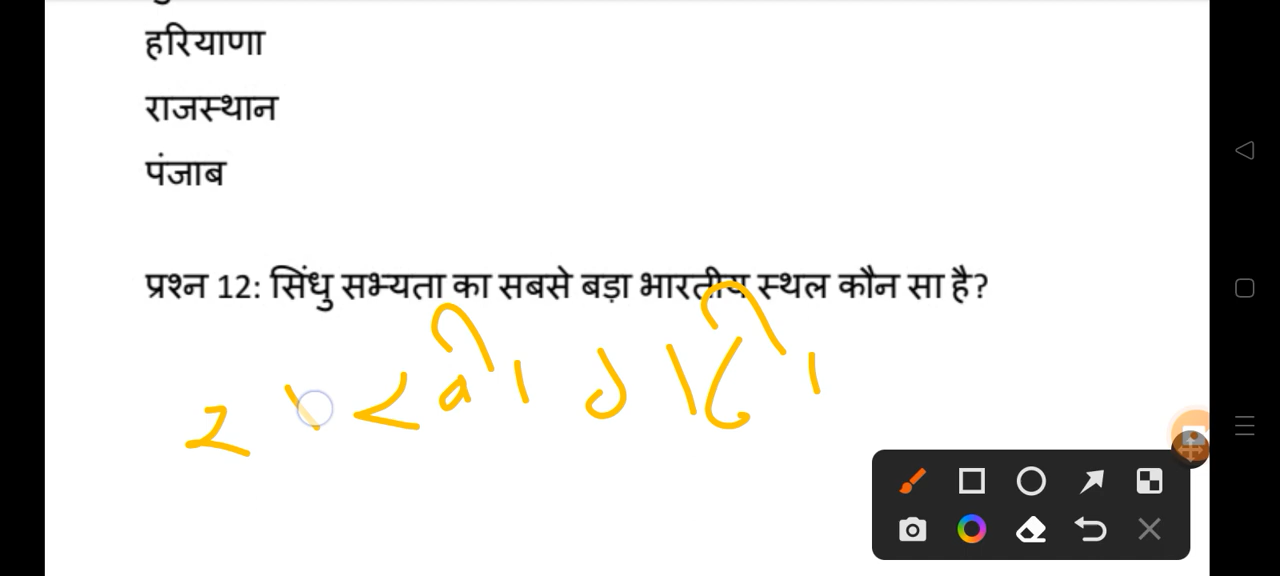 हरियाणा
राजस्थान
पंजाब
प्रश्न 12: सिंधु सभ्यता का सबसे बड़ा भारतीय स्थल कौन सा है?